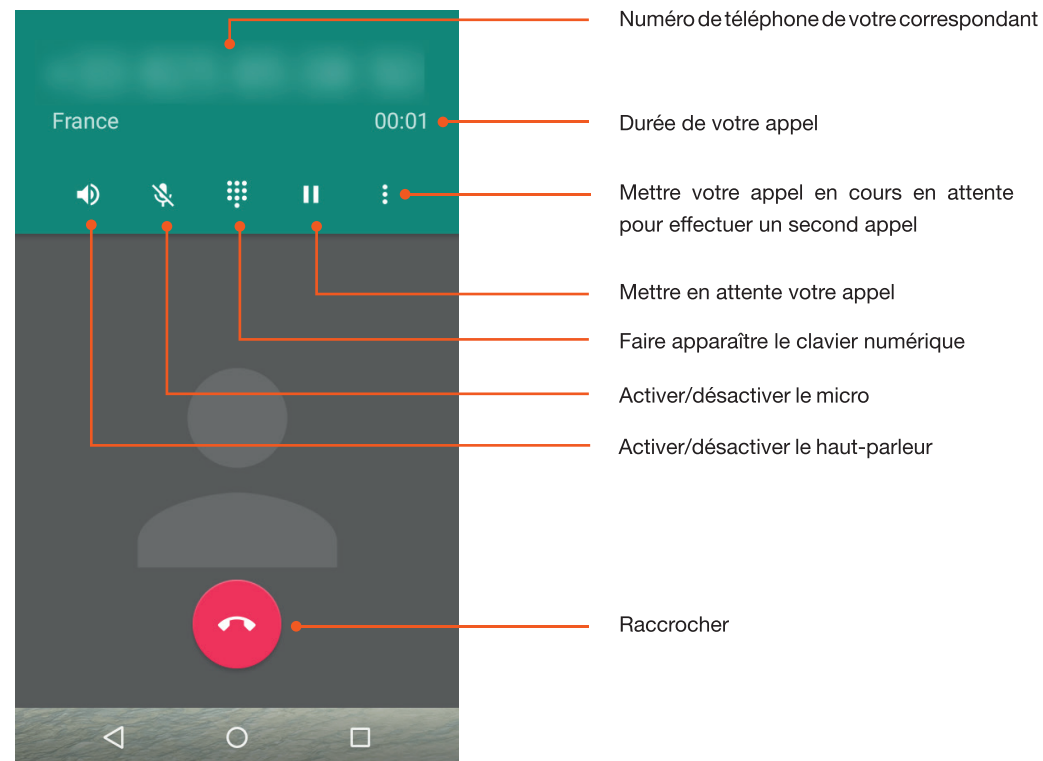 Numéro de téléphone de votre correspondant
France
00:01
Durée de votre appel
Mettre votre appel en cours en attente
pour effectuer un second appel
Mettre en attente votre appel
Faire apparaître le clavier numérique
Activer/désactiver le micro
Activer/désactiver le haut-parleur
Raccrocher